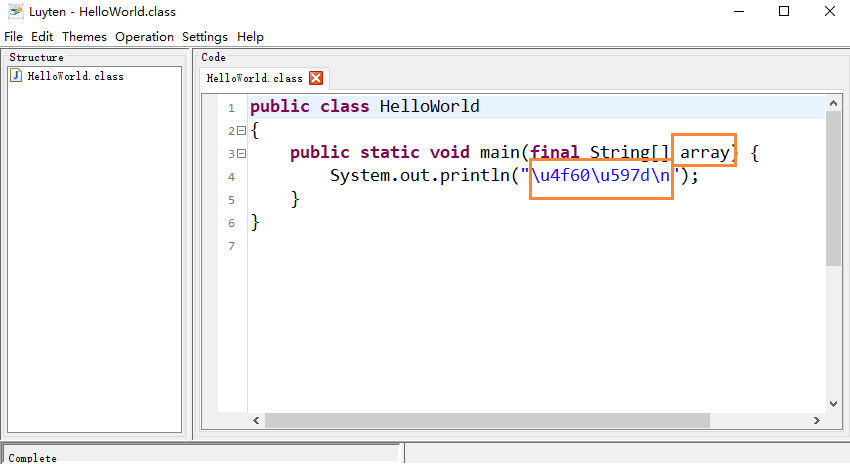 Luyten - HelloWorld.class
File Edit Themes Operation Settings Help
Structure
HelloWorld.class
Code
HelloWorld.class
1 public class HelloWorld
2 {
3 public static void main(final String[] array) {
4 System.out.println("\u4f60\u597d\n");
5 }
6 }
7
Complete